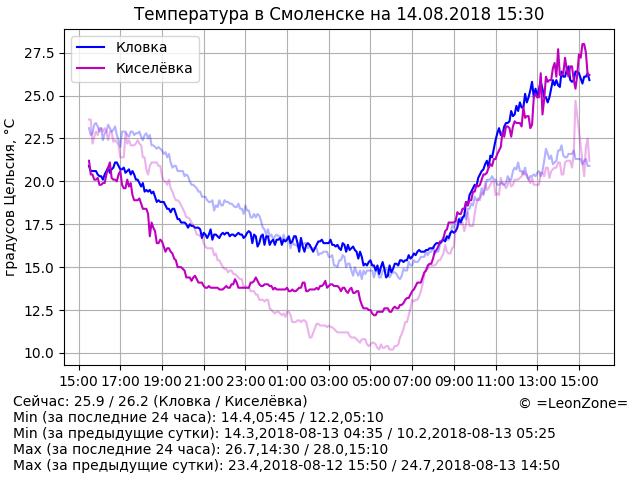 Температура в Смоленске на 14.08.2018 15:30
Кловка
Киселёвка
градусов Цельсия, °C
27.5
25.0
22.5
20.0
17.5
15.0
12.5
10.0
15:00 17:00 19:00 21:00 23:00 01:00 03:00 05:00 07:00 09:00 11:00 13:00 15:00
Сейчас: 25.9 / 26.2 (Кловка / Киселёвка)
© =LeonZone=
Min (за последние 24 часа): 14.4,05:45 / 12.2,05:10
Min (за предыдущие сутки): 14.3,2018-08-13 04:35 / 10.2,2018-08-13 05:25
Max (за последние 24 часа): 26.7,14:30 / 28.0,15:10
Max (за предыдущие сутки): 23.4,2018-08-12 15:50 / 24.7,2018-08-13 14:50